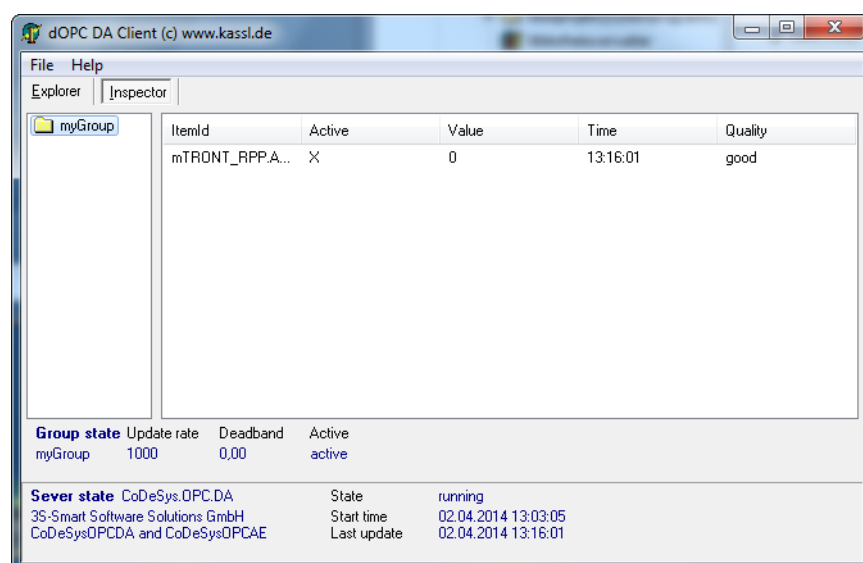 dOPC DA Client (c) www.kassl.de
File Help
Explorer Inspector
myGroup
ItemId Active Value Time Quality
mTRONT_RPP.A... X 0 13:16:01 good
Group state Update rate Deadband Active
myGroup 1000 0,00 active
Sever state CoDeSys.OPC.DA State running
3S-Smart Software Solutions GmbH Start time 02.04.2014 13:03:05
CoDeSysOPCDA and CoDeSysOPCAE Last update 02.04.2014 13:16:01